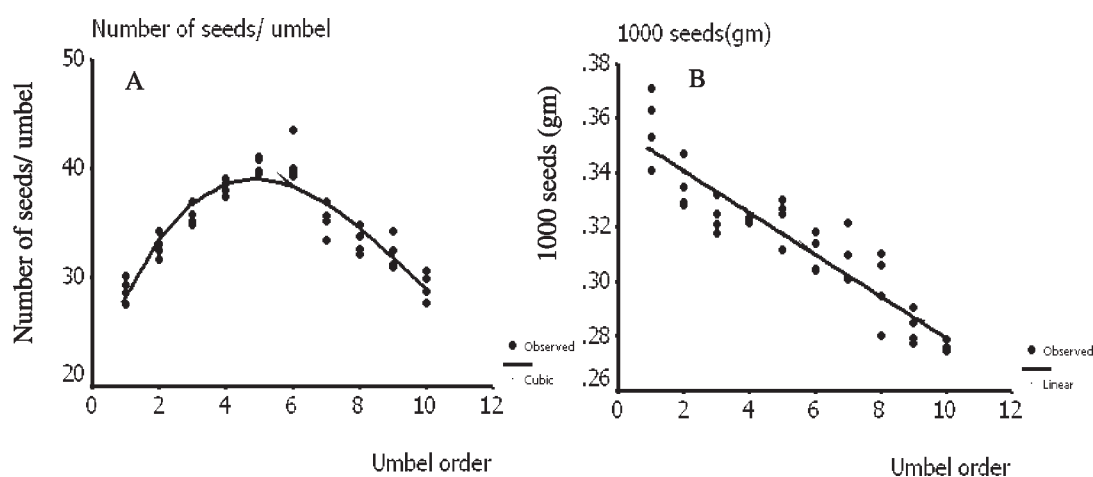 Number of seeds/ umbel
A
Number of seeds/ umbel
50
40
30
20
0 2 4 6 8 10 12
Umbel order
Observed
Cubic
1000 seeds(gm)
B
1000 seeds (gm)
.38
.36
.34
.32
.30
.28
.26
0 2 4 6 8 10 12
Umbel order
Observed
Linear